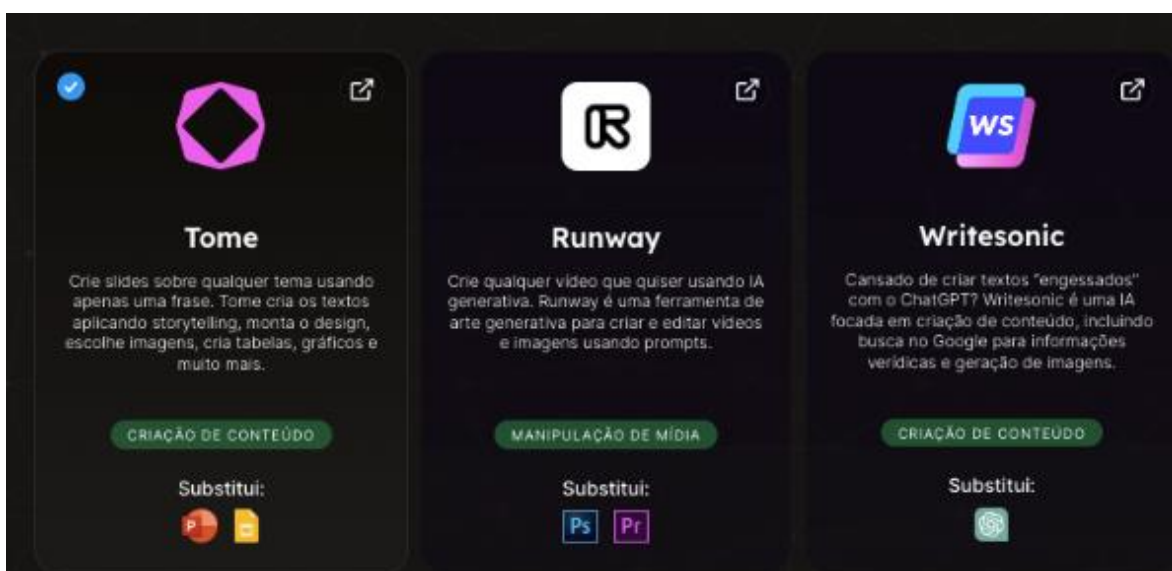 WS
Tome
Crie slides sobre qualquer tema usando
apenas uma frase. Tome cria os textos
aplicando storytelling, monta o design,
escolhe imagens, cria tabelas, gráficos e
muito mais.
CRIAÇÃO DE CONTEÚDO
Substitui:
P
Runway
Crie qualquer vídeo que quiser usando IA
generativa. Runway é uma ferramenta de
arte generativa para criar e editar vídeos
e imagens usando prompts.
MANIPULAÇÃO DE MÍDIA
Substitui:
Ps Pr
Writesonic
Cansado de criar textos "engessados"
com o ChatGPT? Writesonic é uma IA
focada em criação de conteúdo, incluindo
busca no Google para informações
verídicas e geração de imagens.
CRIAÇÃO DE CONTEÚDO
Substitui: